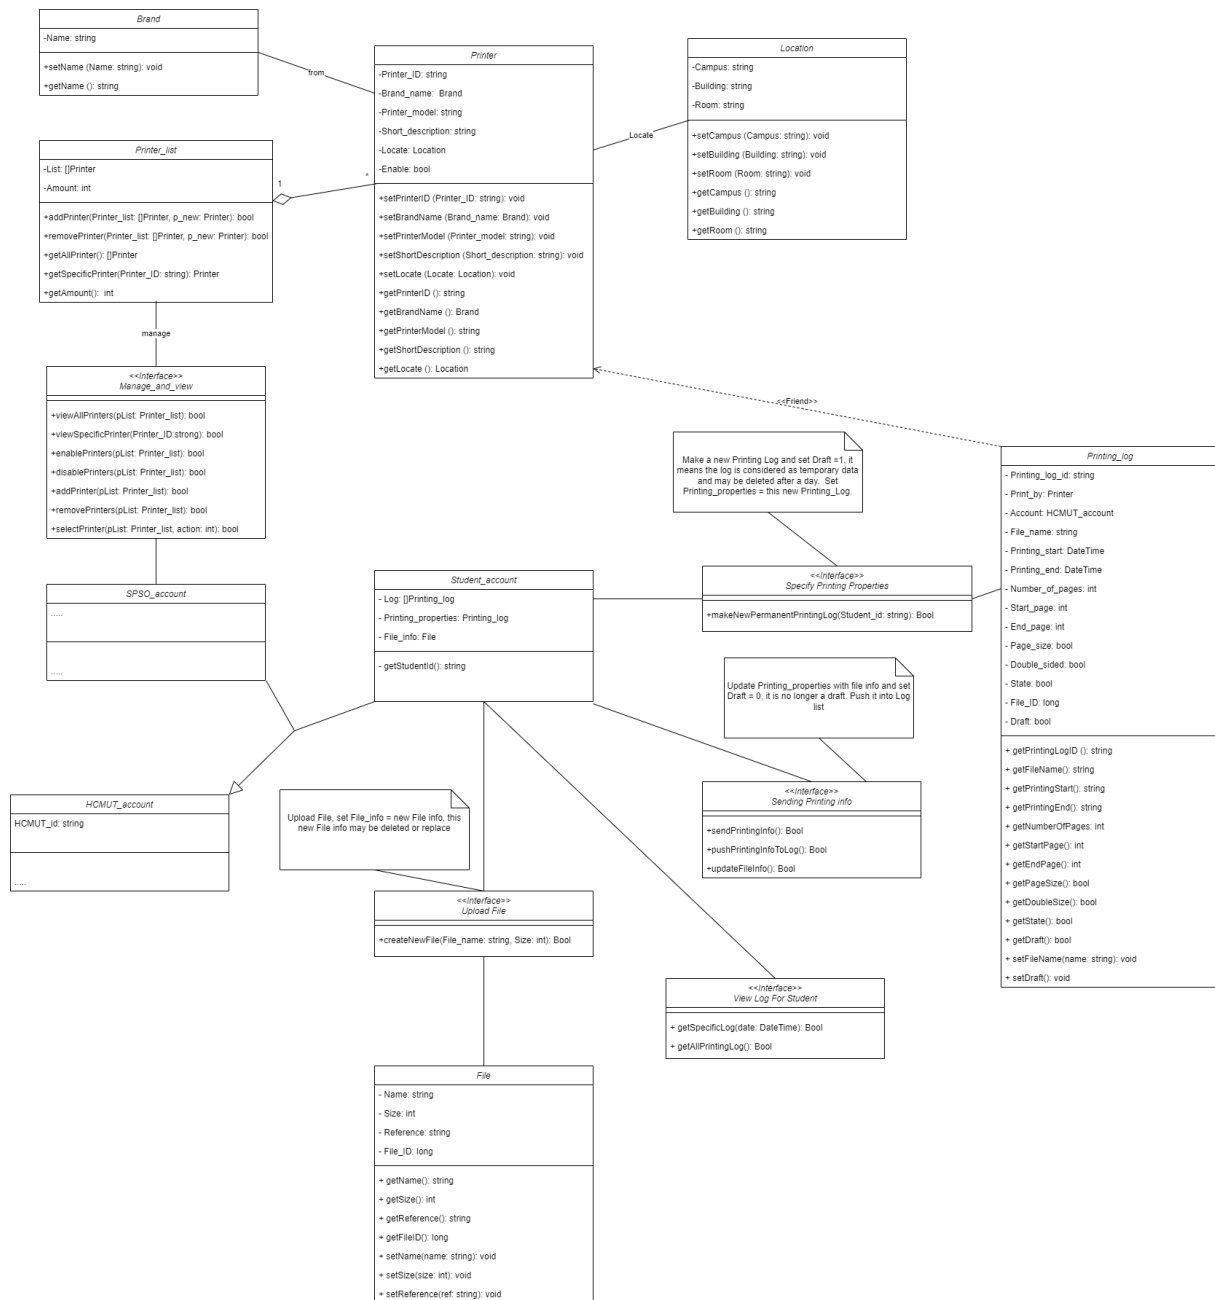 Brand
-Name: string
+setName (Name: string): void
+getName (): string
from
Printer
-Printer_ID: string
-Brand_name:  Brand
-Printer_model: string
-Short_description: string
-Locate: Location
-Enable: bool
+setPrinterID (Printer_ID: string): void
+setBrandName (Brand_name: Brand): void
+setPrinterModel (Printer_model: string): void
+setShortDescription (Short_description: string): void
+setLocate (Locate: Location): void
+getPrinterID (): string
+getBrandName (): Brand
+getPrinterModel (): string
+getShortDescription (): string
+getLocate (): Location
Locate
Location
-Campus: string
-Building: string
-Room: string
+setCampus (Campus: string): void
+setBuilding (Building: string): void
+setRoom (Room: string): void
+getCampus (): string
+getBuilding (): string
+getRoom (): string
Printer_list
-List: []Printer
-Amount: int
+addPrinter(Printer_list: []Printer, p_new: Printer): bool
+removePrinter(Printer_list: []Printer, p_new: Printer): bool
+getAllPrinter(): []Printer
+getSpecificPrinter(Printer_ID: string): Printer
+getAmount():  int
1
*
manage
<<Interface>>
Manage_and_view
+viewAllPrinters(pList: Printer_list): bool
+viewSpecificPrinter(Printer_ID:strong): bool
+enablePrinters(pList: Printer_list): bool
+disablePrinters(pList: Printer_list): bool
+addPrinter(pList: Printer_list): bool
+removePrinters(pList: Printer_list): bool
+selectPrinter(pList: Printer_list, action: int): bool
<<Friend>>
Make a new Printing Log and set Draft =1, it
means the log is considered as temporary data
and may be deleted after a day.  Set
Printing_properties = this new Printing_Log.
Printing_log
- Printing_log_id: string
- Print_by: Printer
- Account: HCMUT_account
- File_name: string
- Printing_start: DateTime
- Printing_end: DateTime
- Number_of_pages: int
- Start_page: int
- End_page: int
- Page_size: bool
- Double_sided: bool
- State: bool
- File_ID: long
- Draft: bool
+ getPrintingLogID (): string
+ getFileName(): string
+ getPrintingStart(): string
+ getPrintingEnd(): string
+ getNumberOfPages: int
+ getStartPage(): int
+ getEndPage(): int
+ getPageSize(): bool
+ getDoubleSize(): bool
+ getState(): bool
+ getDraft(): bool
+ setFileName(name: string): void
+ setDraft(): void
SPSO_account
.....
.....
Student_account
- Log: []Printing_log
- Printing_properties: Printing_log
- File_info: File
- getStudentId(): string
<<Interface>>
Specify Printing Properties
+makeNewPermanentPrintingLog(Student_id: string): Bool
Update Printing_properties with file info and set
Draft = 0, it is no longer a draft. Push it into Log
list
<<Interface>>
Sending Printing info
+sendPrintingInfo(): Bool
+pushPrintingInfoToLog(): Bool
+updateFileInfo(): Bool
HCMUT_account
HCMUT_id: string
.....
Upload File, set File_info = new File info, this
new File info may be deleted or replace
<<Interface>>
Upload File
+createNewFile(File_name: string, Size: int): Bool
<<Interface>>
View Log For Student
+ getSpecificLog(date: DateTime): Bool
+ getAllPrintingLog(): Bool
File
- Name: string
- Size: int
- Reference: string
- File_ID: long
+ getName(): string
+ getSize(): int
+ getReference(): string
+ getFileID(): long
+ setName(name: string): void
+ setSize(size: int): void
+ setReference(ref: string): void